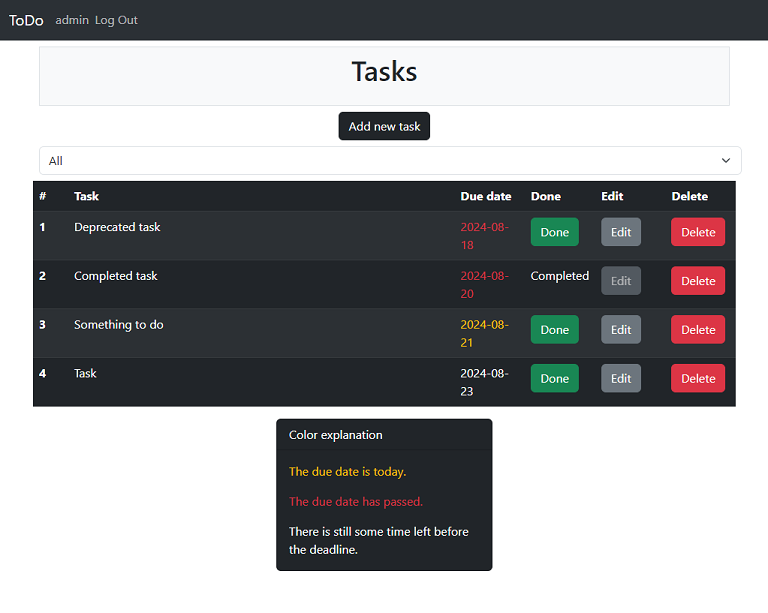 ToDo admin Log Out
Tasks
Add new task
All
# Task Due date Done Edit Delete
1 Deprecated task 2024-08- Done Edit Delete
18
2 Completed task 2024-08- Completed Edit Delete
20
3 Something to do 2024-08- Done Edit Delete
21
4 Task 2024-08- Done Edit Delete
23
Color explanation
The due date is today.
The due date has passed.
There is still some time left before
the deadline.